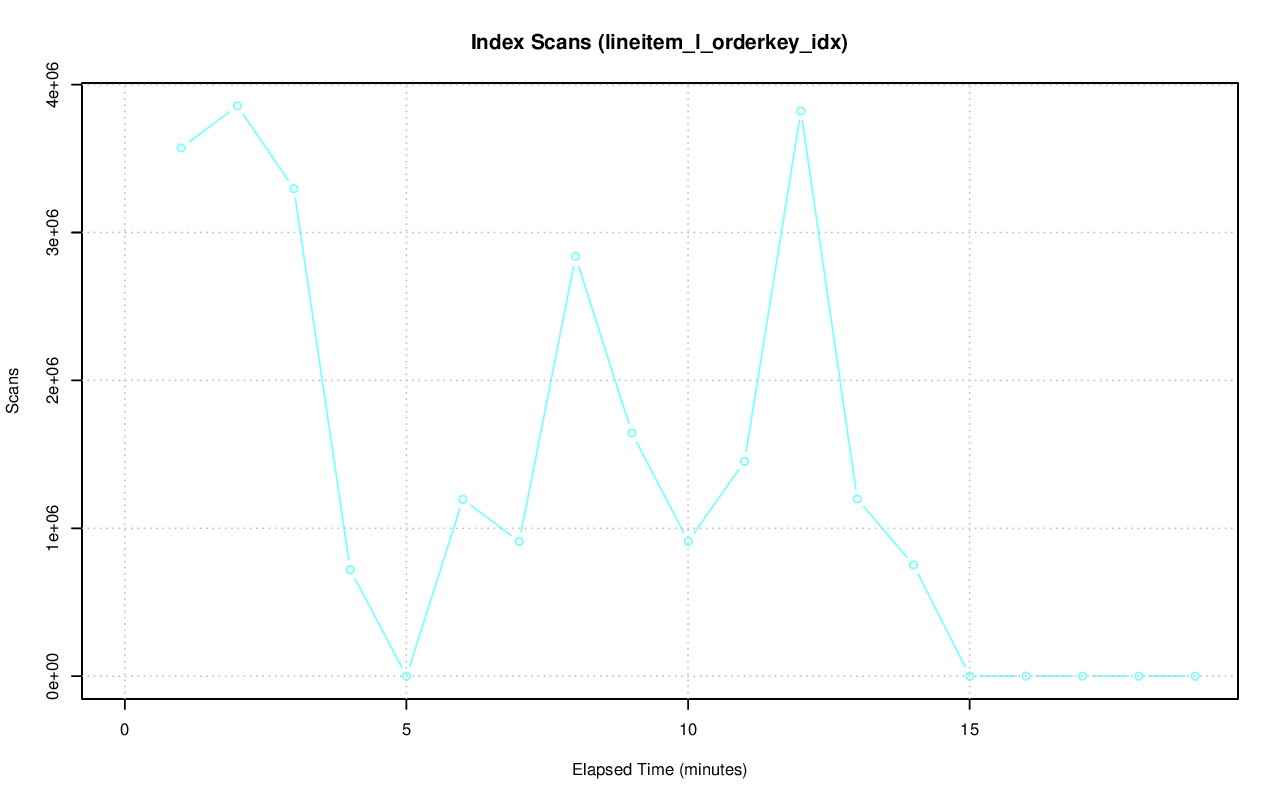 Index Scans (lineitem_l_orderkey_idx)
4e+06
3e+06
2e+06
1e+06
0e+00
Scans
0 5 10 15
Elapsed Time (minutes)